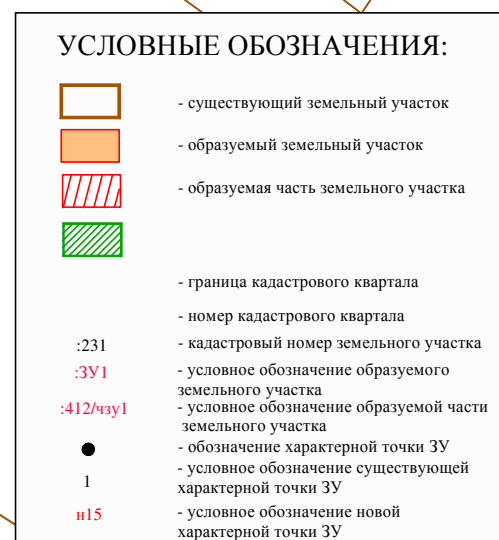 УСЛОВНЫЕ ОБОЗНАЧЕНИЯ:
- существующий земельный участок
- образуемый земельный участок
- образуемая часть земельного участка
- граница кадастрового квартала
- номер кадастрового квартала
:231 - кадастровый номер земельного участка
:ЗУ1 - условное обозначение образуемого
земельного участка
:412/чзу1 - условное обозначение образуемой части
земельного участка
- обозначение характерной точки ЗУ
1 - условное обозначение существующей
характерной точки ЗУ
н15 - условное обозначение новой
характерной точки ЗУ